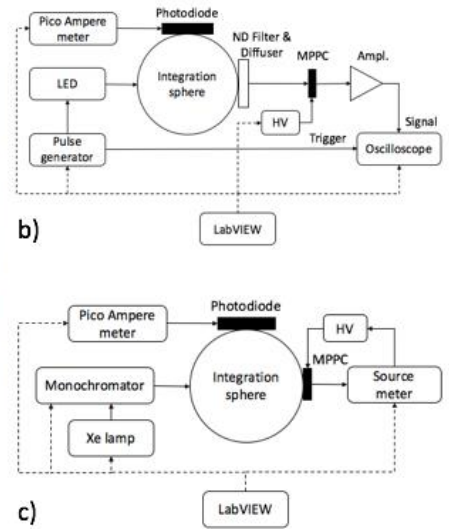 Photodiode
Pico Ampere
meter
ND Filter &
Diffuser
MPPC
Ampl.
LED
Integration
sphere
HV
Signal
Pulse
generator
Trigger
Oscilloscope
LabVIEW
b)
Photodiode
Pico Ampere
meter
HV
MPPC
Monochromator
Integration
sphere
Source
meter
Xe lamp
LabVIEW
c)